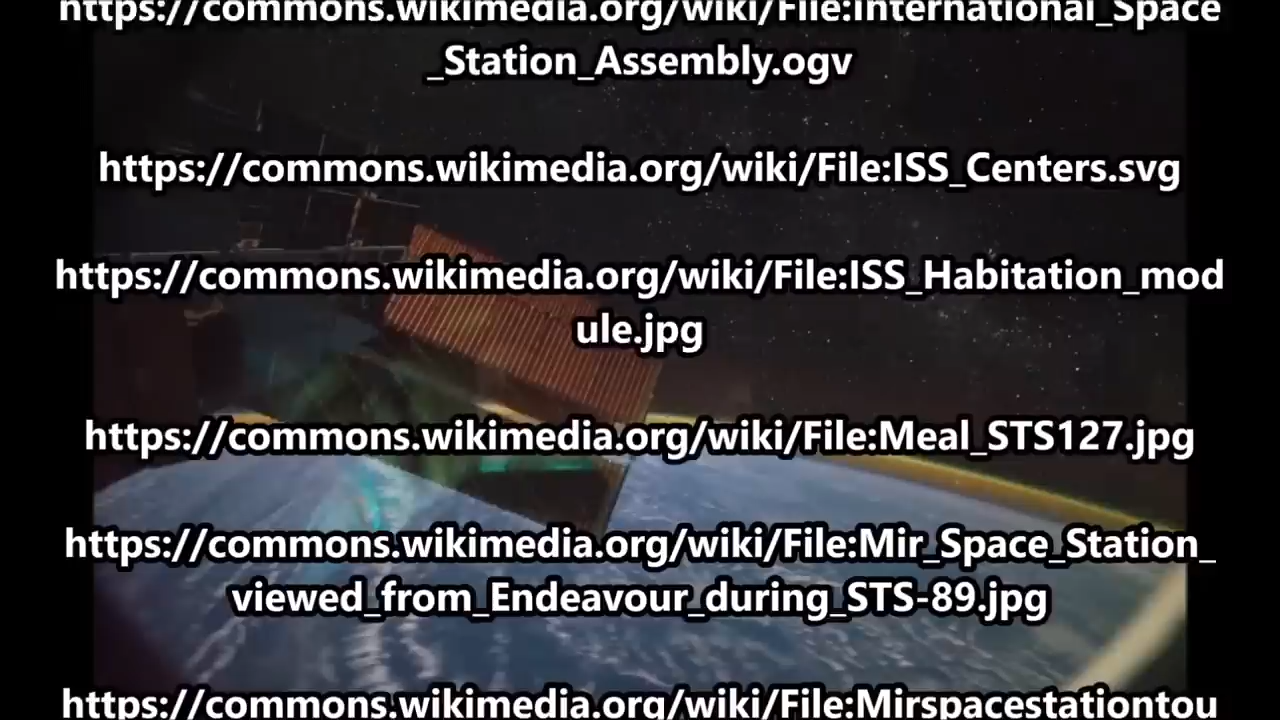 https://commons.wikimedia.org/wiki/File:International_Space
_Station_Assembly.ogv
https://commons.wikimedia.org/wiki/File:ISS_Centers.svg
https://commons.wikimedia.org/wiki/File:ISS_Habitation_mod
ule.jpg
https://commons.wikimedia.org/wiki/File:Meal_STS127.jpg
https://commons.wikimedia.org/wiki/File:Mir_Space_Station_
viewed_from_Endeavour_during_STS-89.jpg
https://commons.wikimedia.org/wiki/File:Mirspacestationtou